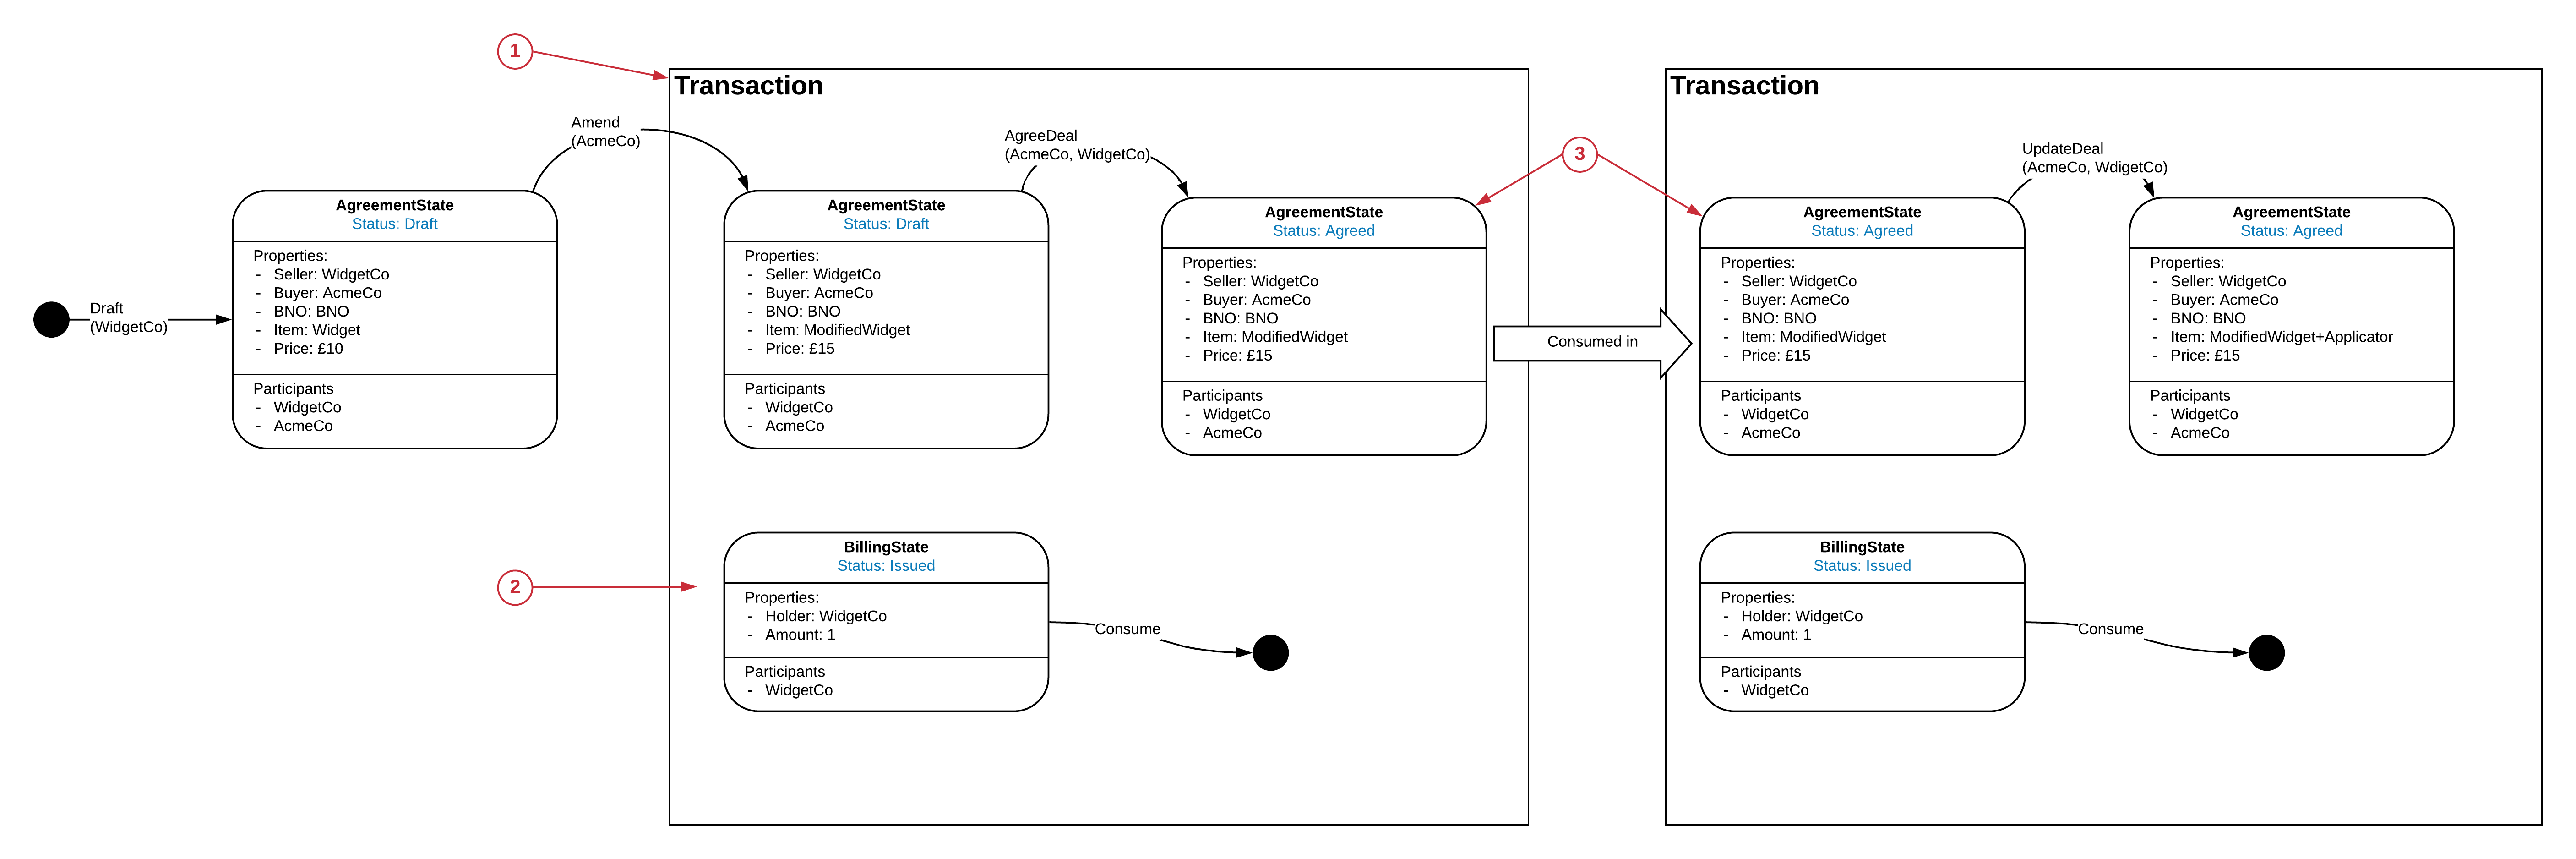 1
Transaction
Transaction
Amend
(AcmeCo)
AgreeDeal
(AcmeCo, WidgetCo)
3
UpdateDeal
(AcmeCo, WdigetCo)
Draft
(WidgetCo)
AgreementState
Status: Draft
Properties:
- Seller: WidgetCo
- Buyer: AcmeCo
- BNO: BNO
- Item: Widget
- Price: £10
Participants
- WidgetCo
- AcmeCo
AgreementState
Status: Draft
Properties:
- Seller: WidgetCo
- Buyer: AcmeCo
- BNO: BNO
- Item: ModifiedWidget
- Price: £15
Participants
- WidgetCo
- AcmeCo
AgreementState
Status: Agreed
Properties:
- Seller: WidgetCo
- Buyer: AcmeCo
- BNO: BNO
- Item: ModifiedWidget
- Price: £15
Participants
- WidgetCo
- AcmeCo
Consumed in
AgreementState
Status: Agreed
Properties:
- Seller: WidgetCo
- Buyer: AcmeCo
- BNO: BNO
- Item: ModifiedWidget
- Price: £15
Participants
- WidgetCo
- AcmeCo
AgreementState
Status: Agreed
Properties:
- Seller: WidgetCo
- Buyer: AcmeCo
- BNO: BNO
- Item: ModifiedWidget+Applicator
- Price: £15
Participants
- WidgetCo
- AcmeCo
2
BillingState
Status: Issued
Properties:
- Holder: WidgetCo
- Amount: 1
Participants
- WidgetCo
Consume
BillingState
Status: Issued
Properties:
- Holder: WidgetCo
- Amount: 1
Participants
- WidgetCo
Consume